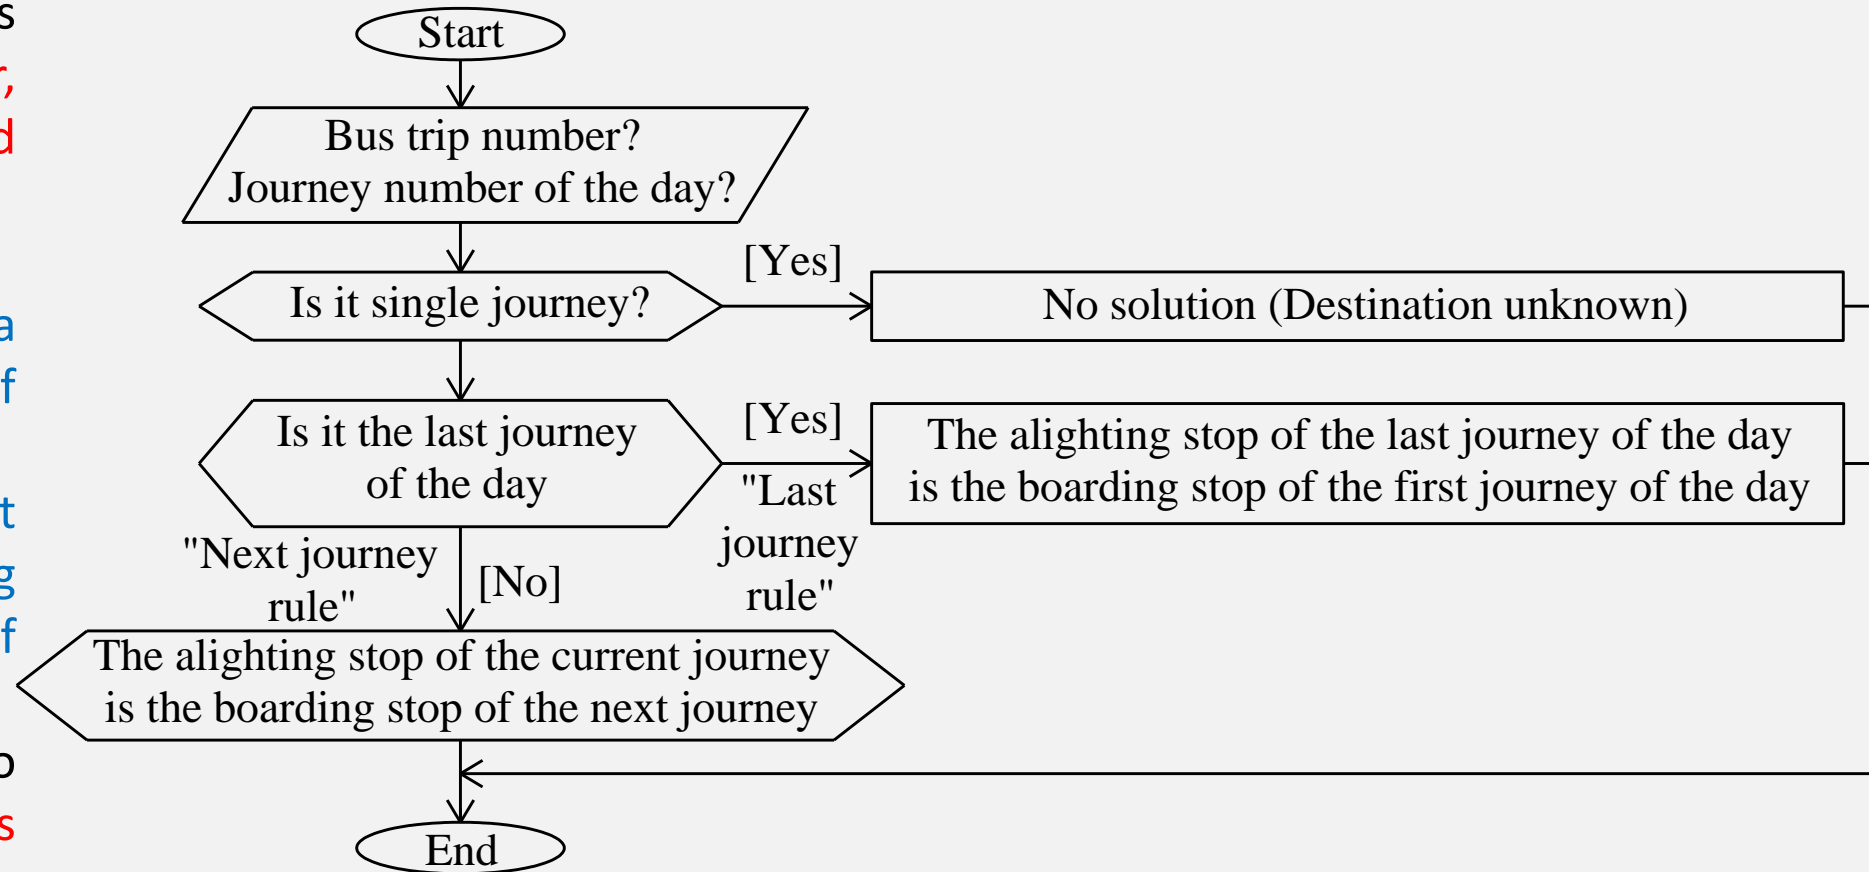 Start
Bus trip number?
Journey number of the day?
[Yes]
Is it single journey?
No solution (Destination unknown)
Is it the last journey
of the day
[Yes]
"Last
journey
rule"
The alighting stop of the last journey of the day
is the boarding stop of the first journey of the day
"Next journey
rule"
[No]
The alighting stop of the current journey
is the boarding stop of the next journey
End